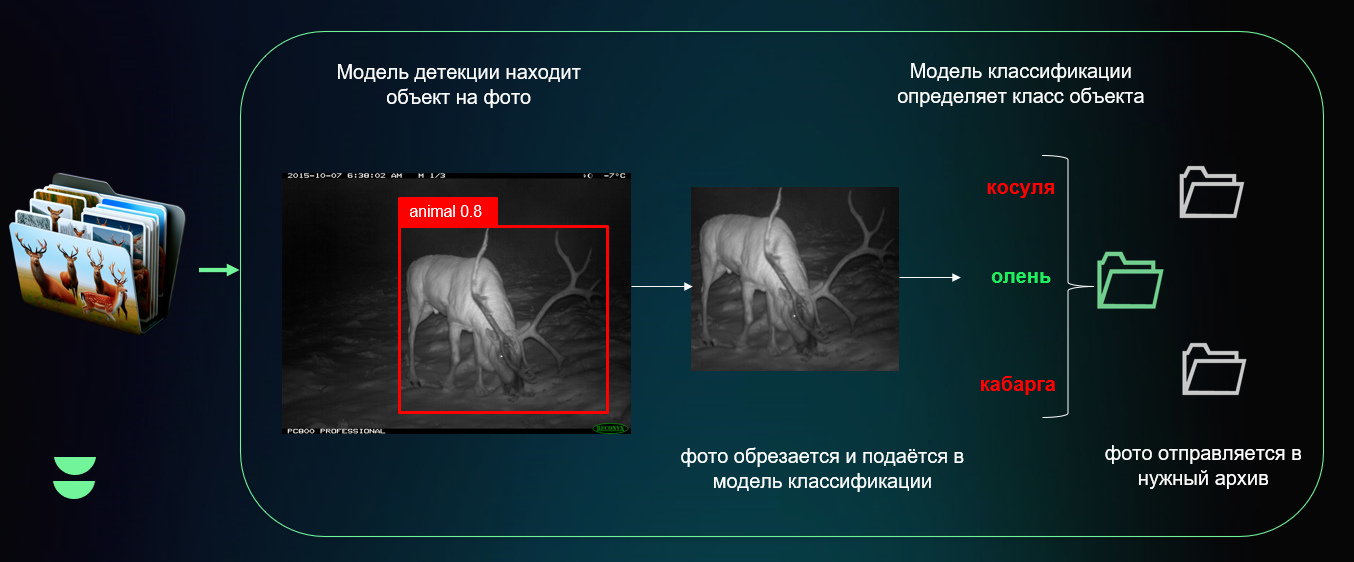 Модель детекции находит
объект на фото
Модель классификации
определяет класс объекта
2015-10-07 6:38:02 AM M 1/3 -7°C
animal 0.8
PC800 PROFESSIONAL
RECONYX
косуля
олень
кабарга
фото обрезается и подаётся в
модель классификации
фото отправляется в
нужный архив